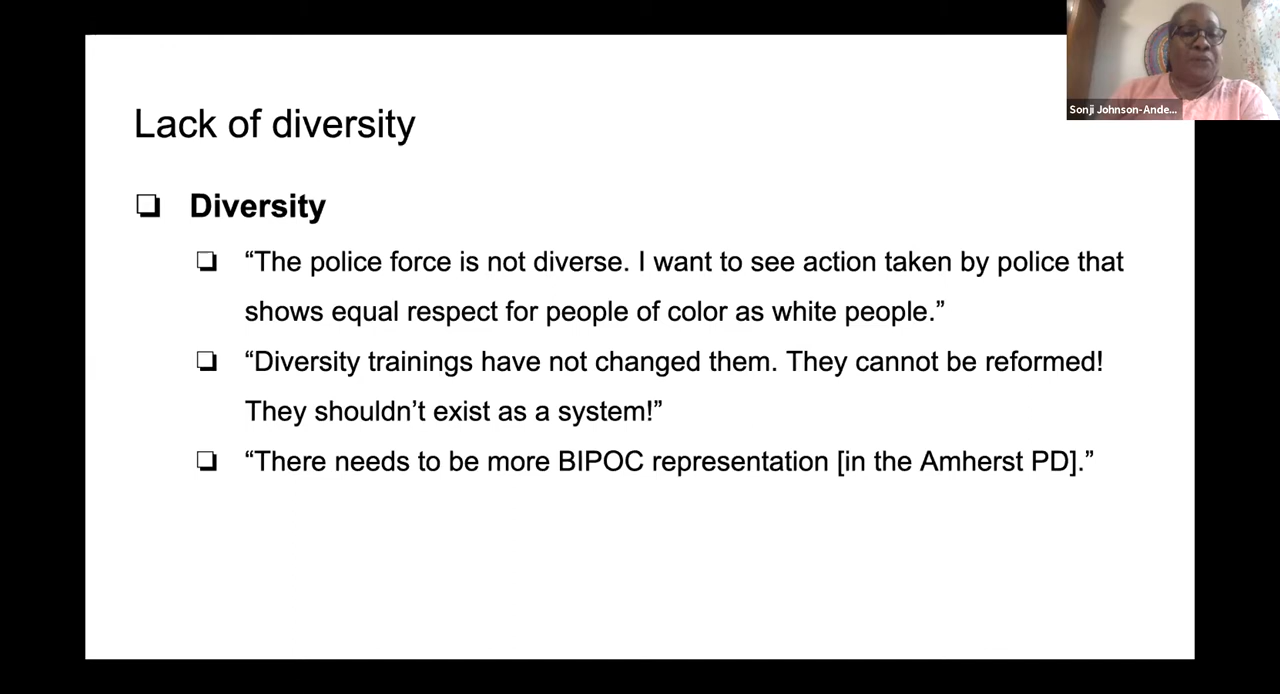 Sonji Johnson-Ande...
Lack of diversity
❏ Diversity
❏ “The police force is not diverse. I want to see action taken by police that
shows equal respect for people of color as white people.”
❏ “Diversity trainings have not changed them. They cannot be reformed!
They shouldn’t exist as a system!”
❏ “There needs to be more BIPOC representation [in the Amherst PD].”